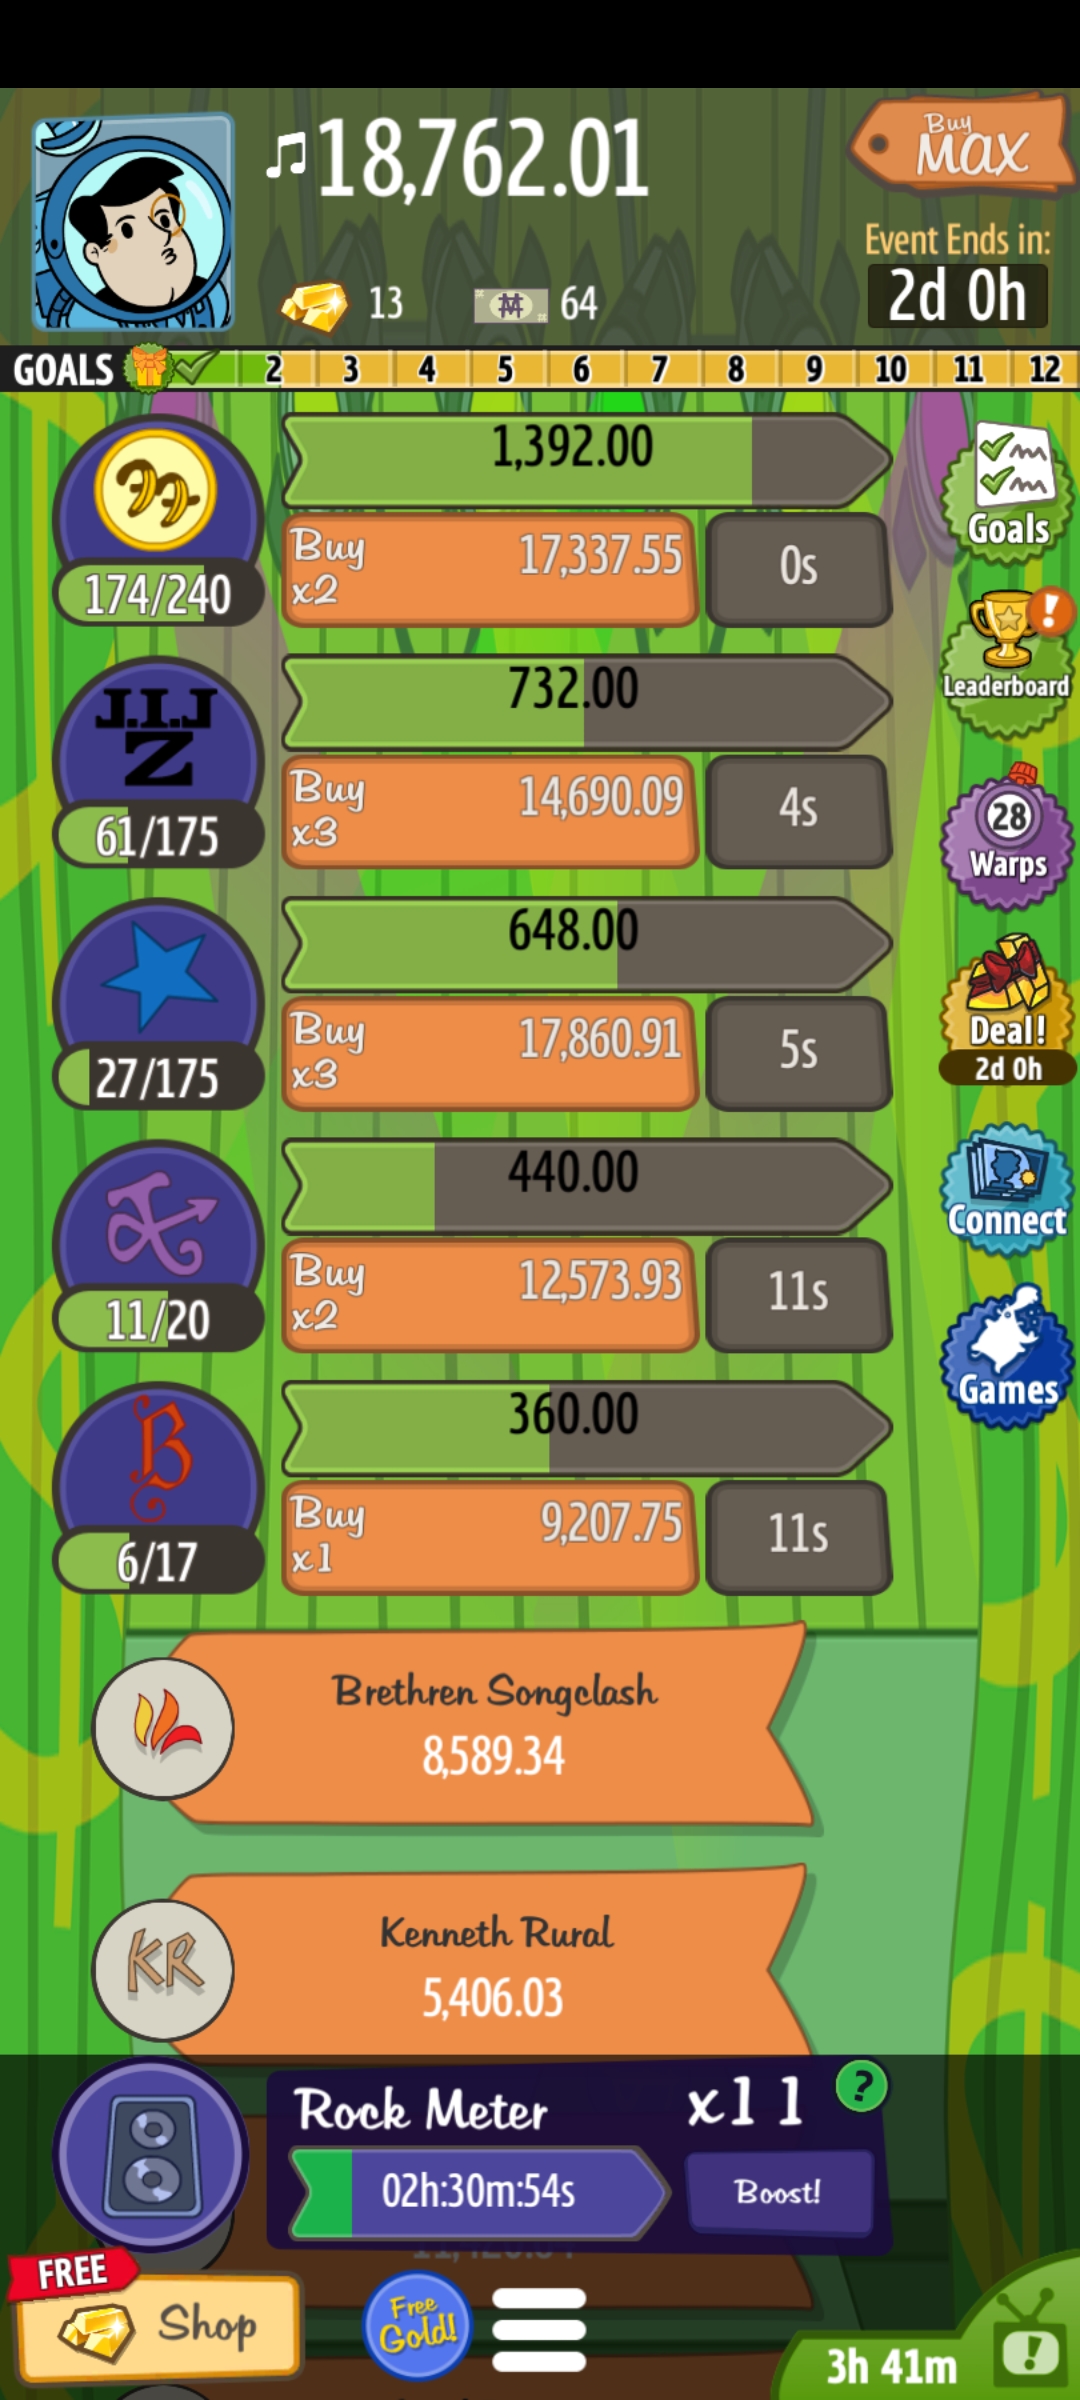 ♫18,762.01
Buy
MAX
13
64
Event Ends in:
2d 0h
GOALS 2 3 4 5 6 7 8 9 10 11 12
1,392.00
Buy
x2
17,337.55
0s
174/240
Goals
J.I.J
Z
732.00
Buy
x3
14,690.09
4s
61/175
Leaderboard
28
Warps
648.00
Buy
x3
17,860.91
5s
27/175
Deal!
2d 0h
440.00
Buy
x2
12,573.93
11s
11/20
Connect
B
360.00
Buy
x1
9,207.75
11s
6/17
Games
Brethren Songclash
8,589.34
KR
Kenneth Rural
5,406.03
Rock Meter
x11
?
02h:30m:54s
Boost!
FREE
Shop
Free
Gold!
3h 41m